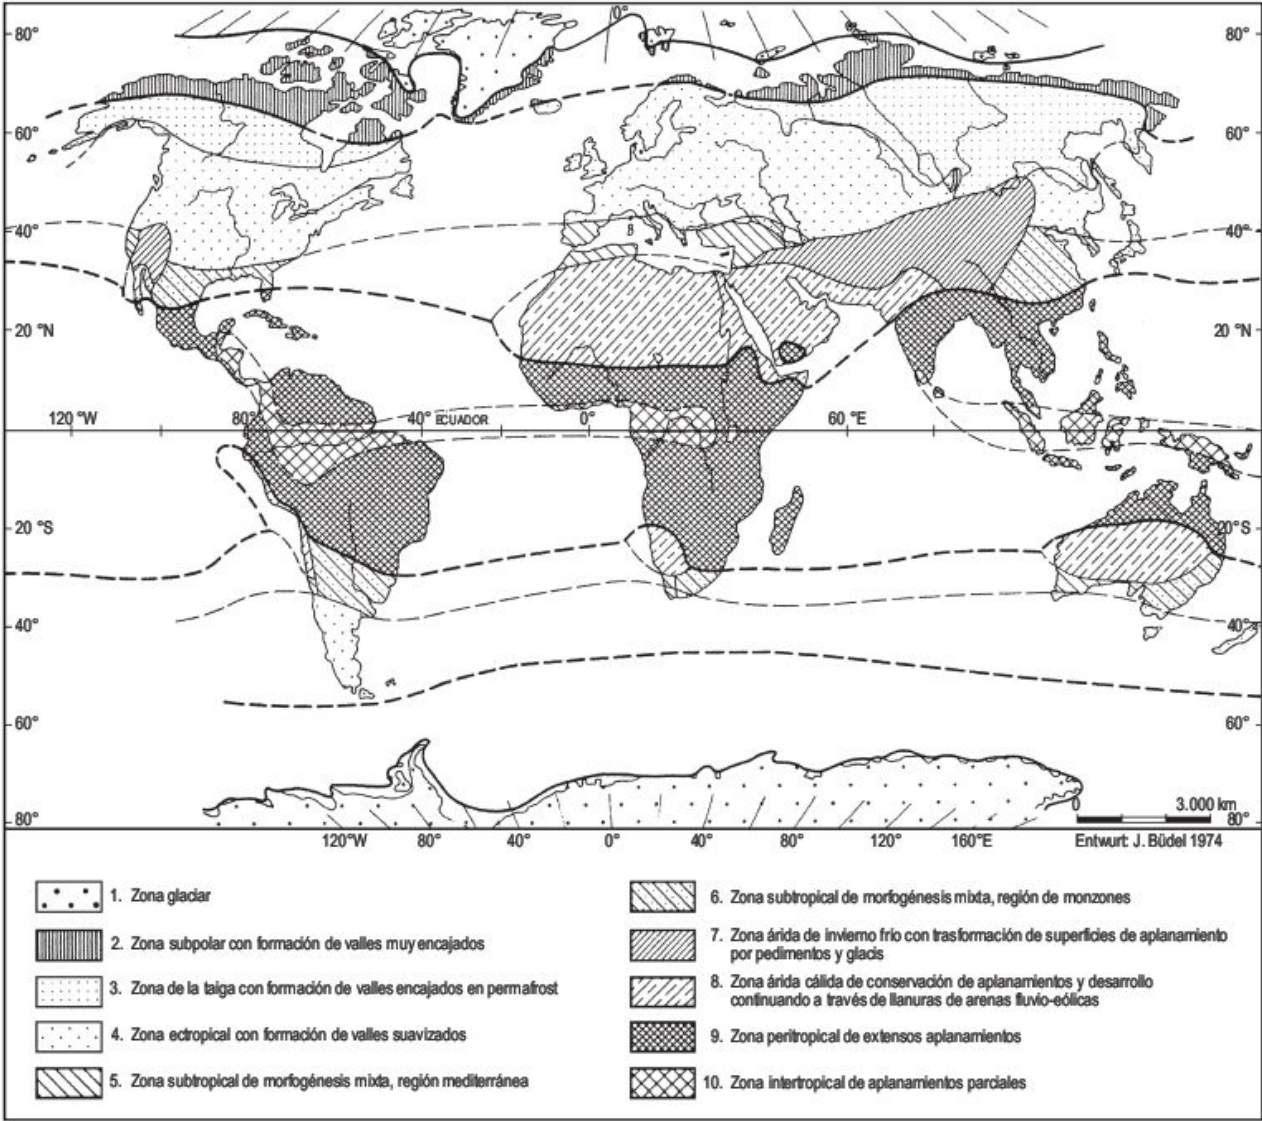 0°
80°
80°
60°
60°
40°
40°
20 °N
20 °N
120 °W
80°
40°
ECUADOR
0°
60 °E
20 °S
20° S
40°
40°
60°
60°
0
3.000 km
80°
80°
120°W
80°
40°
0°
40°
80°
120°
160°E
Entwurt: J. Büdel 1974
1. Zona glaciar
2. Zona subpolar con formación de valles muy encajados
3. Zona de la taiga con formación de valles encajados en permafrost
4. Zona ectropical con formación de valles suavizados
5. Zona subtropical de morfogénesis mixta, región mediterránea
6. Zona subtropical de morfogénesis mixta, región de monzones
7. Zona árida de invierno frío con trasformación de superficies de aplanamiento
por pedimentos y glacis
8. Zona árida cálida de conservación de aplanamientos y desarrollo
continuando a través de llanuras de arenas fluvio-eólicas
9. Zona peritropical de extensos aplanamientos
10. Zona intertropical de aplanamientos parciales